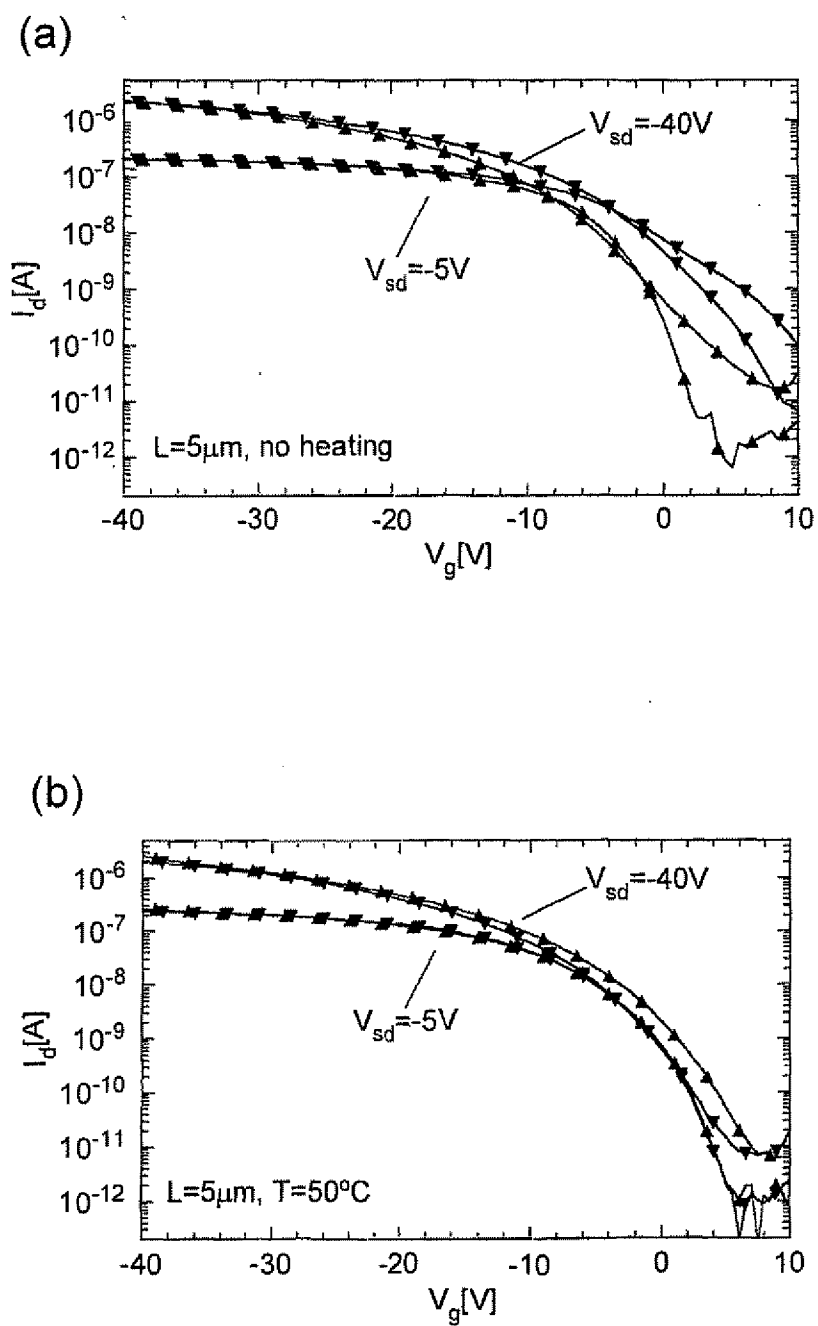 (a)
10⁻⁶
10⁻⁷
10⁻⁸
10⁻⁹
10⁻¹⁰
10⁻¹¹
10⁻¹²
I_d[A]
V_sd=-40V
V_sd=-5V
L=5μm, no heating
-40 -30 -20 -10 0 10
V_g[V]
(b)
10⁻⁶
10⁻⁷
10⁻⁸
10⁻⁹
10⁻¹⁰
10⁻¹¹
10⁻¹²
I_d[A]
V_sd=-40V
V_sd=-5V
L=5μm, T=50ºC
-40 -30 -20 -10 0 10
V_g[V]